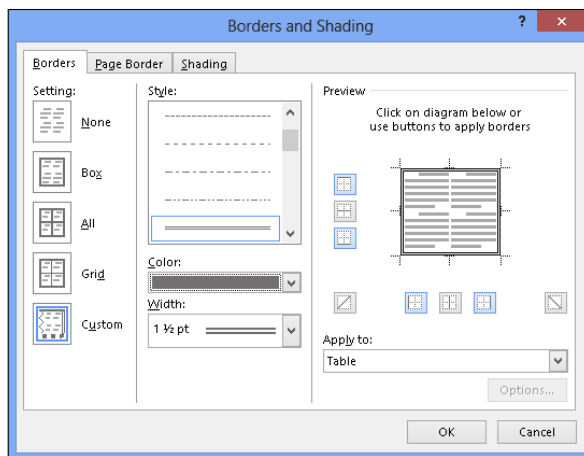 Borders and Shading
? ×
Borders Page Border Shading
Setting:
None
Box
All
Grid
Custom
Style:
Color:
Width:
1 ½ pt
Preview
Click on diagram below or
use buttons to apply borders
Apply to:
Table
Options...
OK Cancel